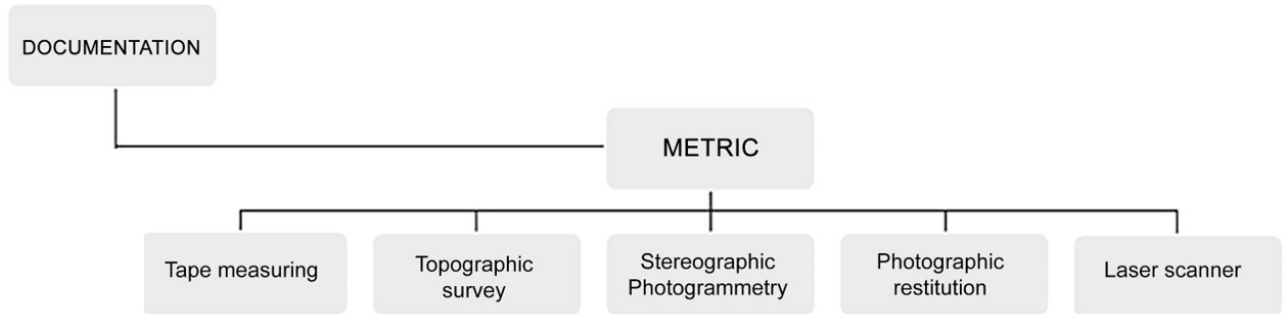 DOCUMENTATION
METRIC
Tape measuring
Topographic
survey
Stereographic
Photogrammetry
Photographic
restitution
Laser scanner